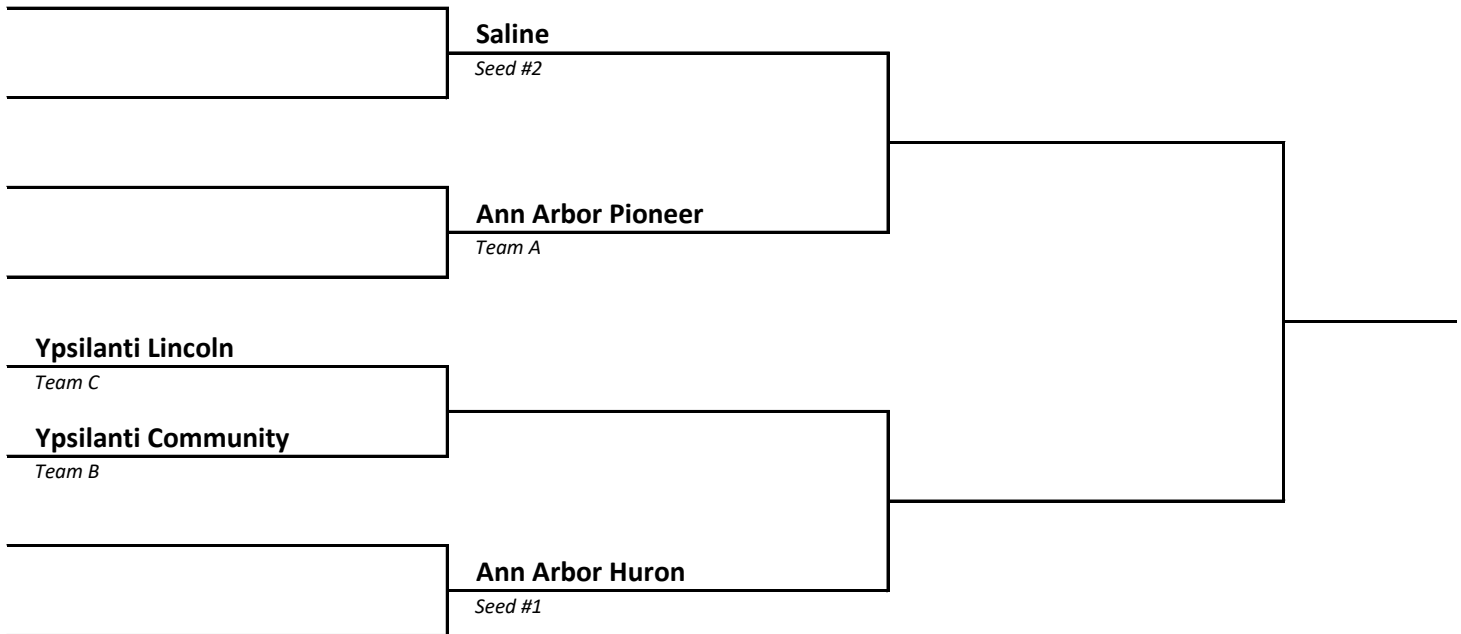 Saline
Seed #2
Ann Arbor Pioneer
Team A
Ypsilanti Lincoln
Team C
Ypsilanti Community
Team B
Ann Arbor Huron
Seed #1